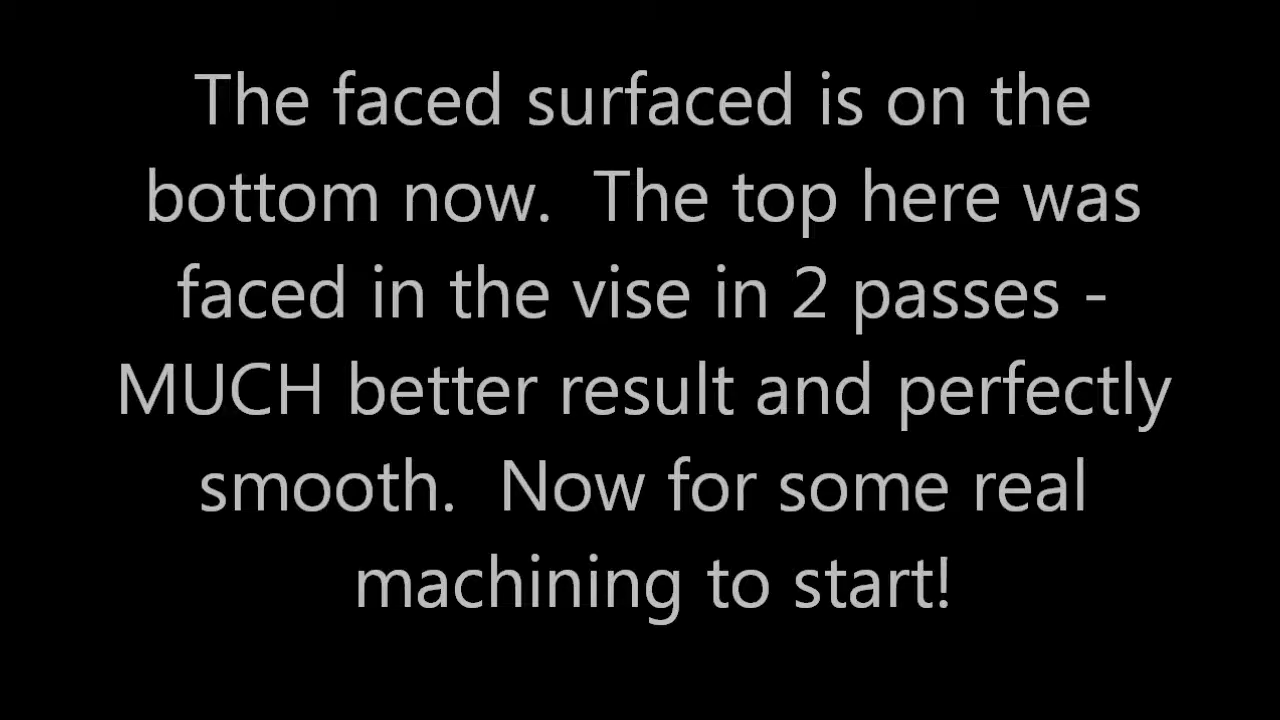 The faced surfaced is on the
bottom now.  The top here was
faced in the vise in 2 passes -
MUCH better result and perfectly
smooth.  Now for some real
machining to start!